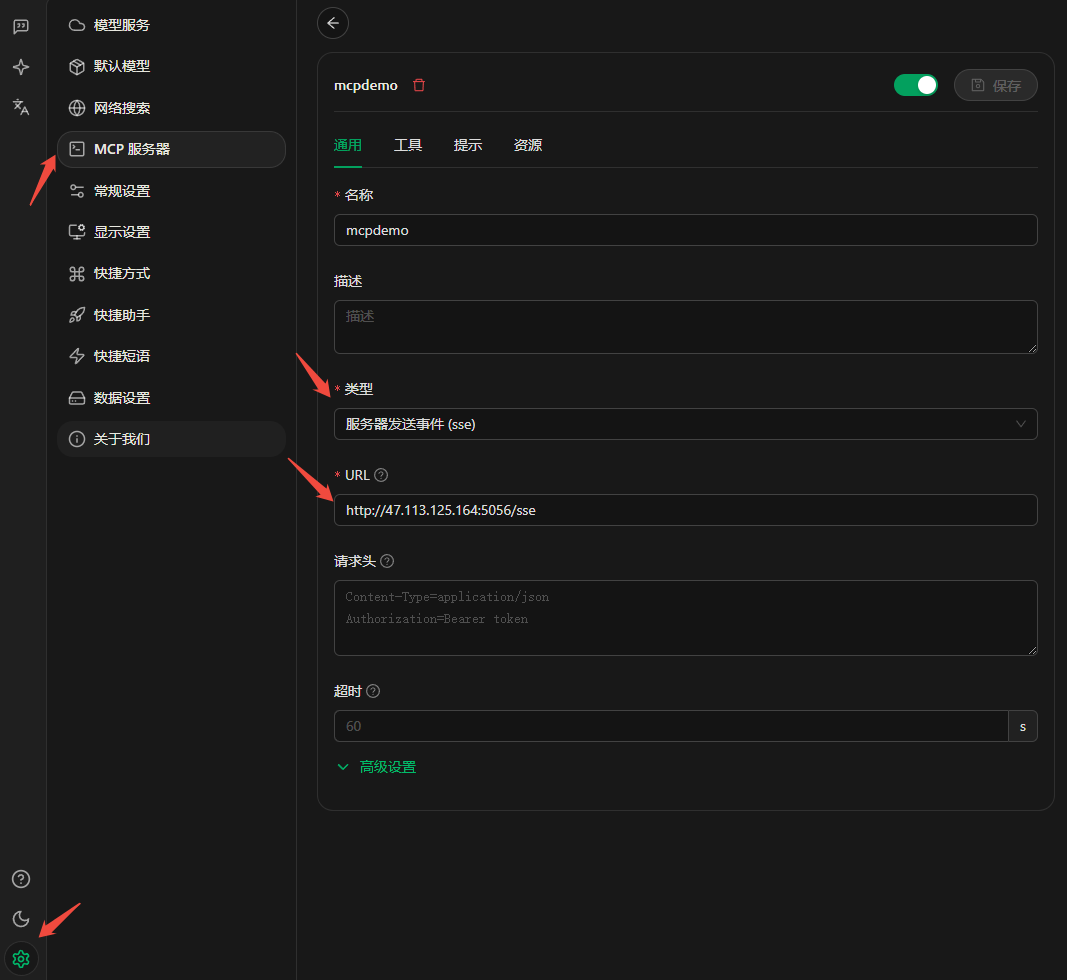 模型服务
默认模型
网络搜索
MCP 服务器
常规设置
显示设置
快捷方式
快捷助手
快捷短语
数据设置
关于我们
mcpdemo
保存
通用 工具 提示 资源
* 名称
mcpdemo
描述
描述
* 类型
服务器发送事件 (sse)
* URL
http://47.113.125.164:5056/sse
请求头
Content-Type=application/json
Authorization=Bearer token
超时
60 s
高级设置